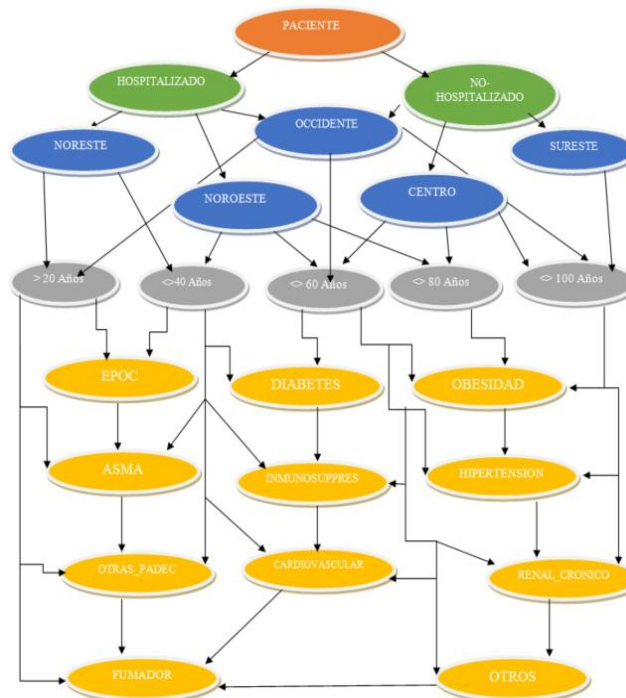 PACIENTE
HOSPITALIZADO
NO-
HOSPITALIZADO
OCCIDENTE
NORESTE
SURESTE
NOROESTE
CENTRO
> 20 Años
<>40 Años
<> 60 Años
<> 80 Años
<> 100 Años
EPOC
DIABETES
OBESIDAD
ASMA
INMUNOSUPPRES
HIPERTENSION
OTRAS_PADEC
CARDIOVASCULAR
RENAL_CRONICO
FUMADOR
OTROS